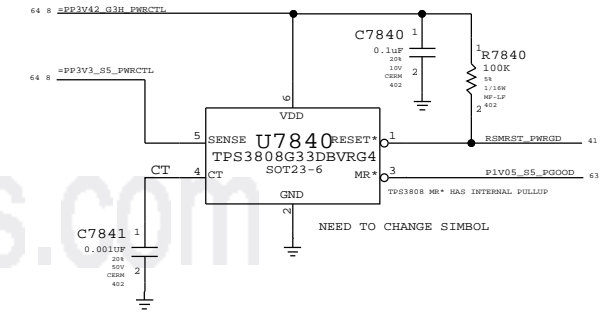 64 8 =PP3V42_G3H_PWRCTL
C7840 1
0.1uF
20%
10V
CERM
402
2
1
R7840
100K
5%
1/16W
MF-LF
402
2
64 8 =PP3V3_S5_PWRCTL
6
VDD
5 SENSE U7840 RESET* 1
RSMRST_PWRGD 41
TPS3808G33DBVRG4
SOT23-6
CT 4 CT MR* 3
P1V05_S5_PGOOD 63
TPS3808 MR* HAS INTERNAL PULLUP
GND
2
NEED TO CHANGE SIMBOL
C7841 1
0.001UF
20%
50V
CERM
402
2
s.com